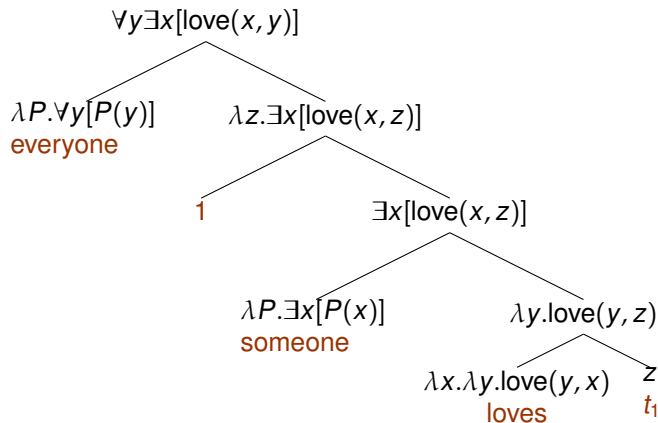 ∀y∃x[love(x, y)]
λP.∀y[P(y)] λz.∃x[love(x, z)]
everyone
1 ∃x[love(x, z)]
λP.∃x[P(x)] λy.love(y, z)
someone
λx.λy.love(y, x) z
loves t₁